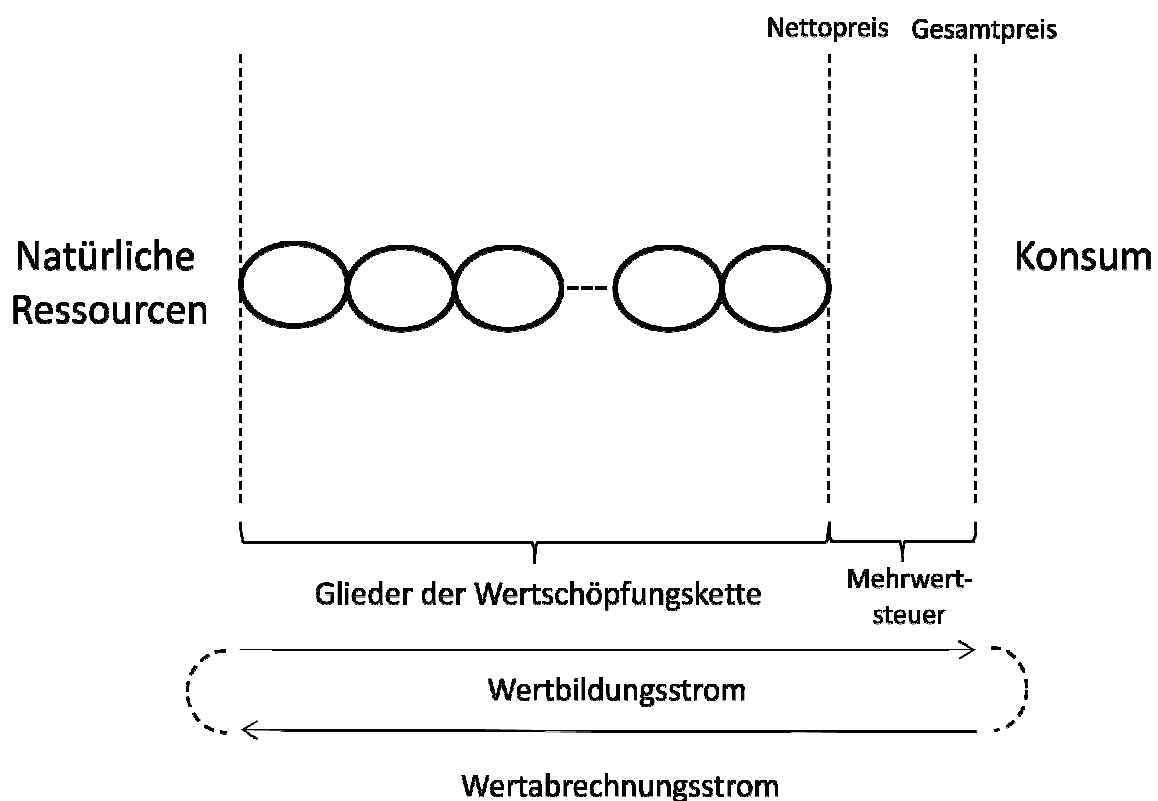 Nettopreis Gesamtpreis
Natürliche
Ressourcen
Konsum
Glieder der Wertschöpfungskette
Mehrwert-
steuer
Wertbildungsstrom
Wertabrechnungsstrom